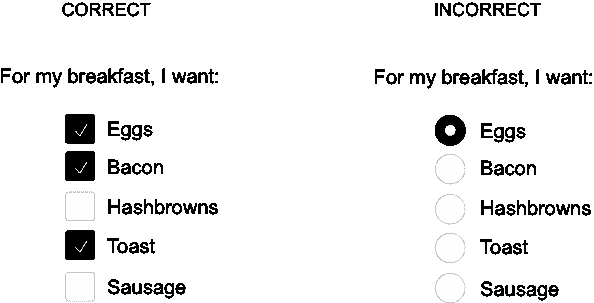 CORRECT
For my breakfast, I want:
Eggs
Bacon
Hashbrowns
Toast
Sausage
INCORRECT
For my breakfast, I want:
Eggs
Bacon
Hashbrowns
Toast
Sausage